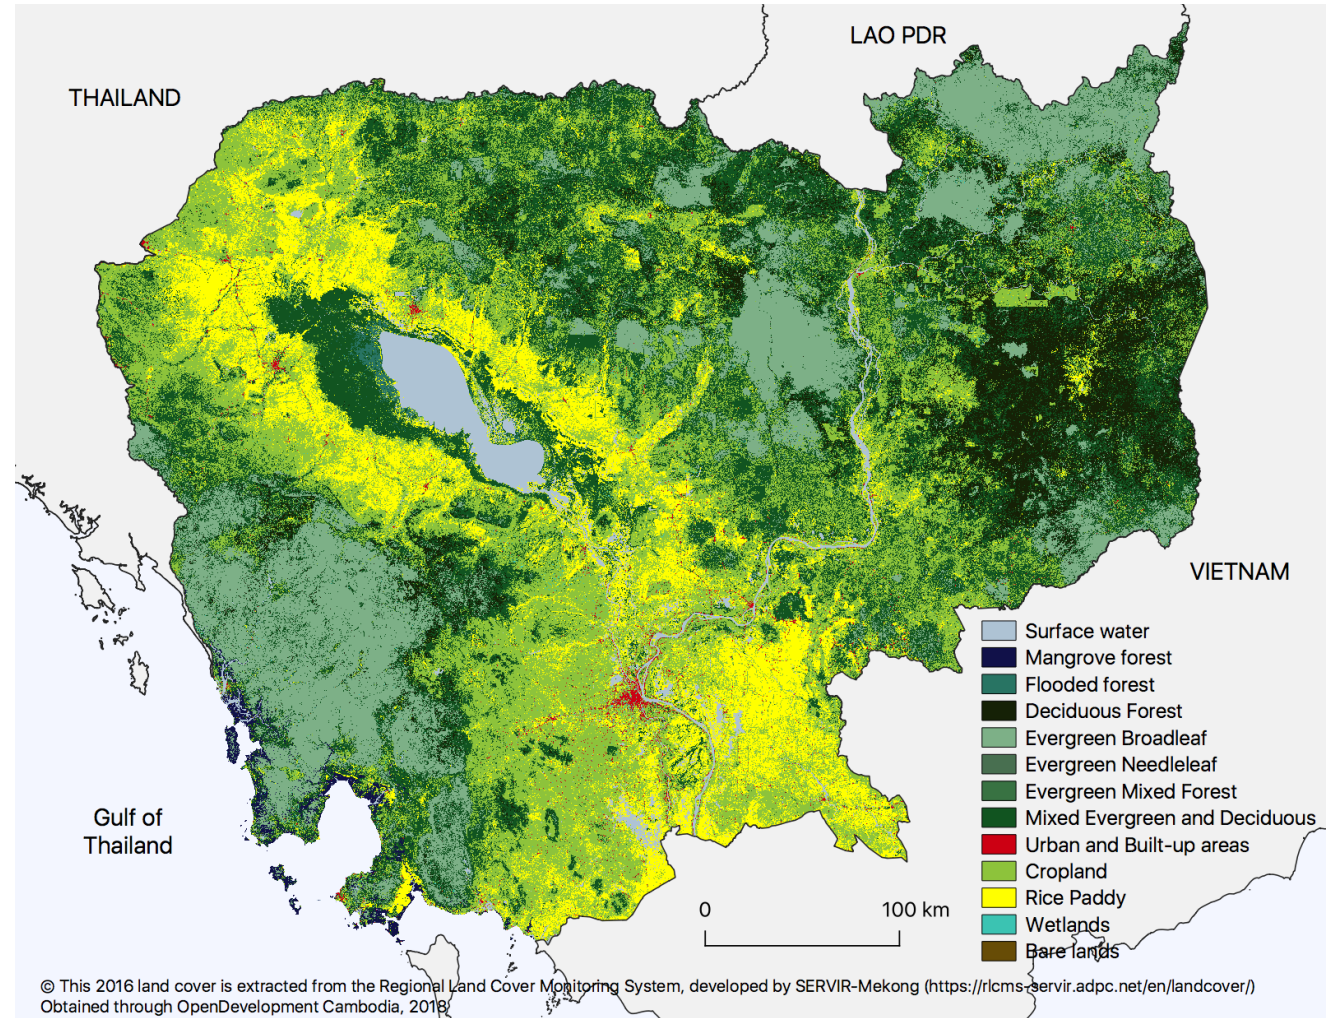 LAO PDR
THAILAND
VIETNAM
Surface water
Mangrove forest
Flooded forest
Deciduous Forest
Evergreen Broadleaf
Evergreen Needleleaf
Evergreen Mixed Forest
Mixed Evergreen and Deciduous
Urban and Built-up areas
Cropland
Rice Paddy
Wetlands
Bare lands
Gulf of
Thailand
0 100 km
© This 2016 land cover is extracted from the Regional Land Cover Monitoring System, developed by SERVIR-Mekong (https://rlcms-servir.adpc.net/en/landcover/)
Obtained through OpenDevelopment Cambodia, 2018